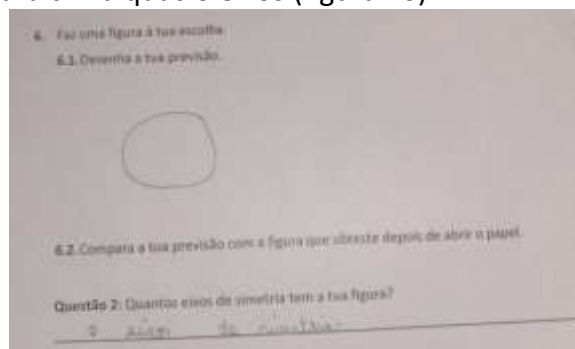 6. Faz uma figura à tua escolha.
6.1. Desenha a tua previsão.
6.2. Compara a tua previsão com a figura que obtiveste depois de abrir o papel.
Questão 2: Quantos eixos de simetria tem a tua figura?
eixos de simetria